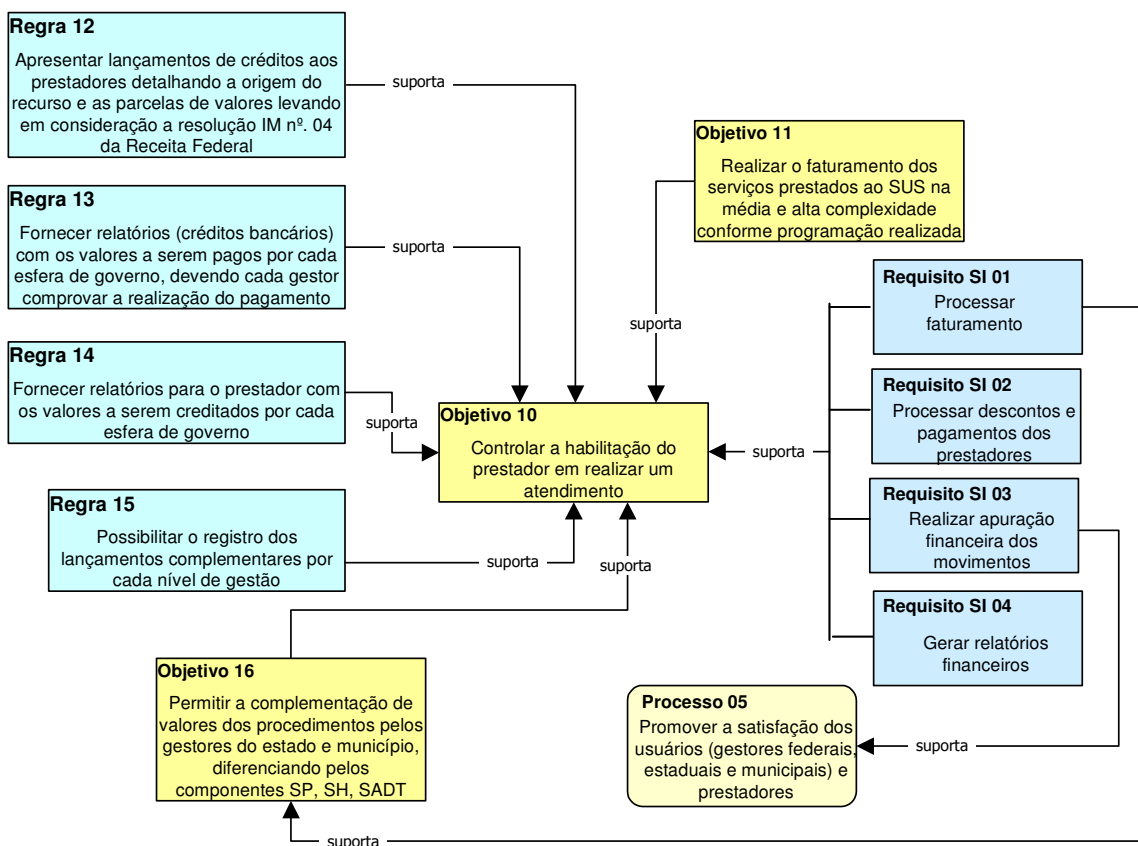 Regra 12
Apresentar lançamentos de créditos aos
prestadores detalhando a origem do
recurso e as parcelas de valores levando
em consideração a resolução IM nº. 04
da Receita Federal
suporta
Objetivo 11
Realizar o faturamento dos
serviços prestados ao SUS na
média e alta complexidade
conforme programação realizada
Regra 13
Fornecer relatórios (créditos bancários)
com os valores a serem pagos por cada
esfera de governo, devendo cada gestor
comprovar a realização do pagamento
suporta
suporta
Requisito SI 01
Processar
faturamento
Regra 14
Fornecer relatórios para o prestador com
os valores a serem creditados por cada
esfera de governo
suporta
Requisito SI 02
Processar descontos e
pagamentos dos
prestadores
Objetivo 10
Controlar a habilitação do
prestador em realizar um
atendimento
suporta
Regra 15
Possibilitar o registro dos
lançamentos complementares por
cada nível de gestão
suporta
suporta
Requisito SI 03
Realizar apuração
financeira dos
movimentos
Requisito SI 04
Gerar relatórios
financeiros
Objetivo 16
Permitir a complementação de
valores dos procedimentos pelos
gestores do estado e município,
diferenciando pelos
componentes SP, SH, SADT
Processo 05
Promover a satisfação dos
usuários (gestores federais,
estaduais e municipais) e
prestadores
suporta
suporta